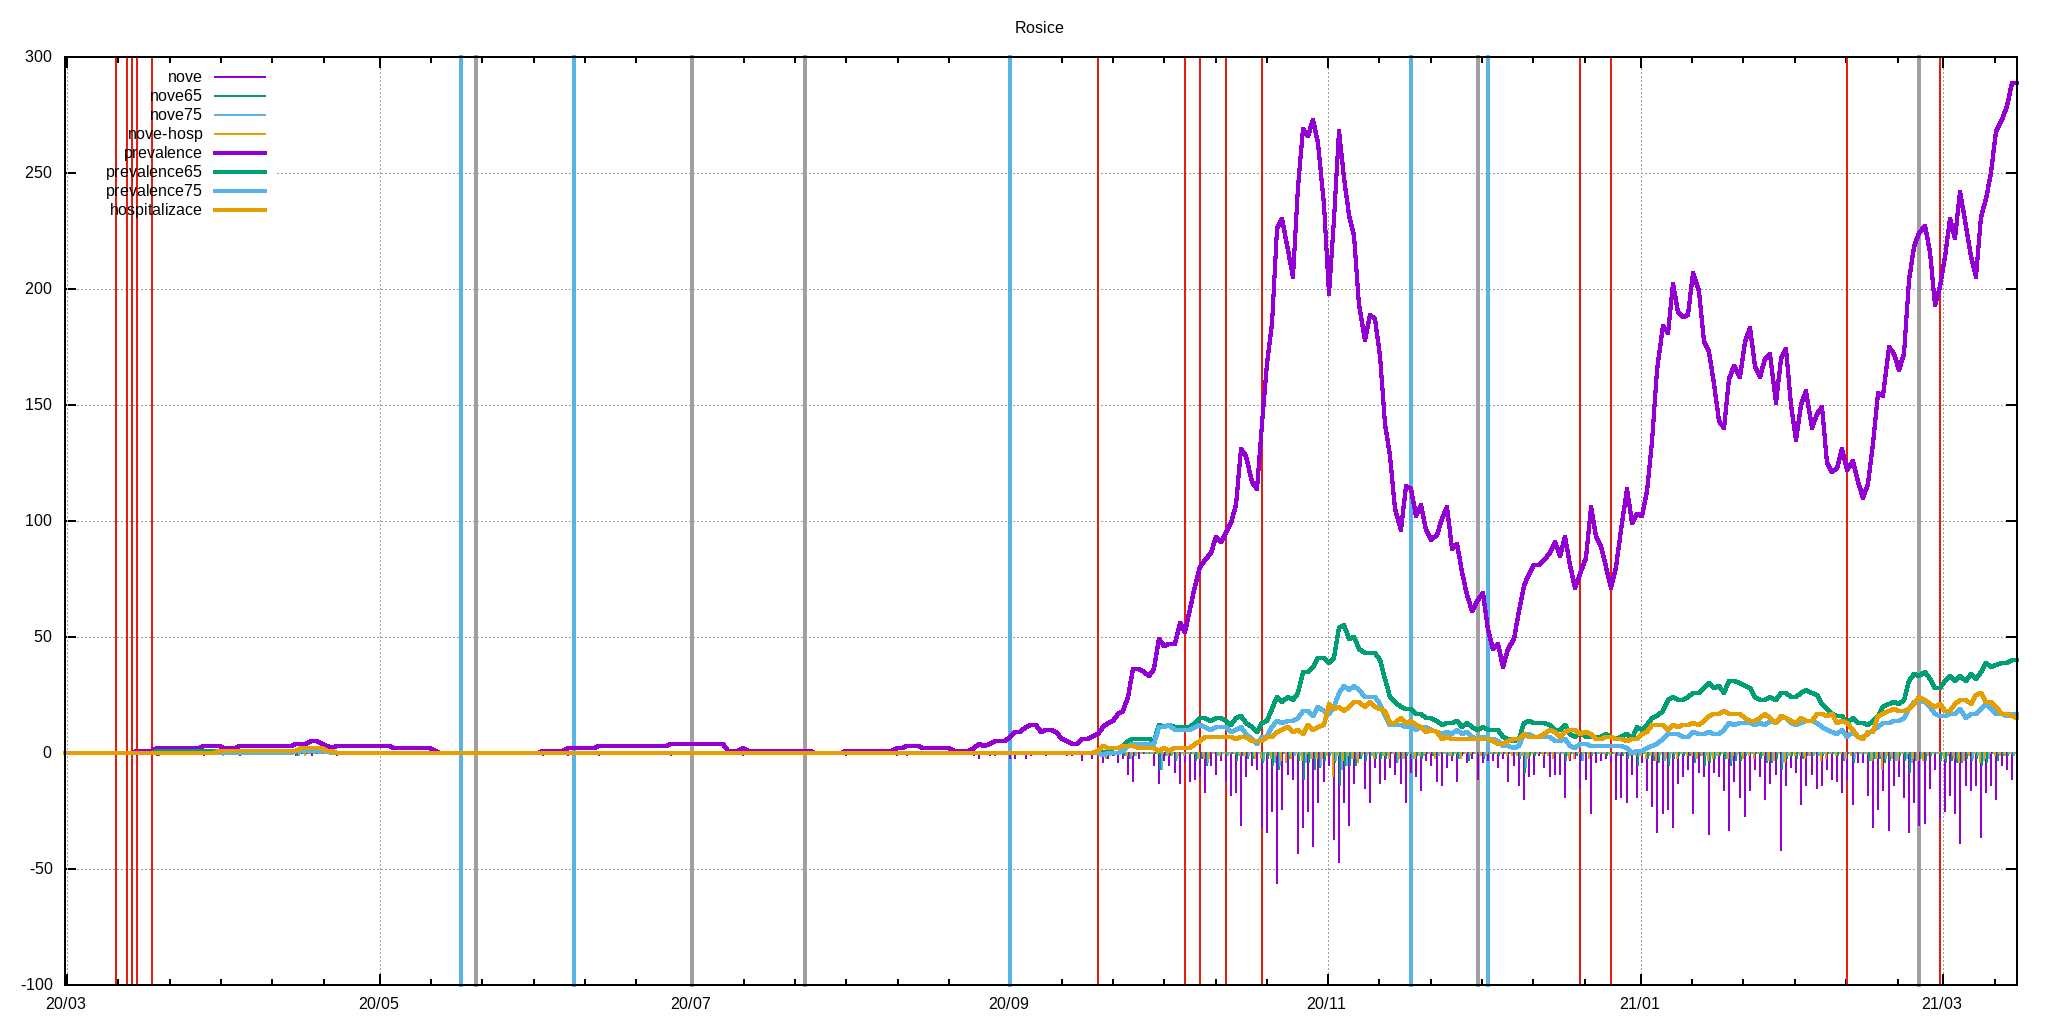 Rosice
300
250
200
150
100
50
0
-50
-100
nove
nove65
nove75
nove-hosp
prevalence
prevalence65
prevalence75
hospitalizace
20/03 20/05 20/07 20/09 20/11 21/01 21/03